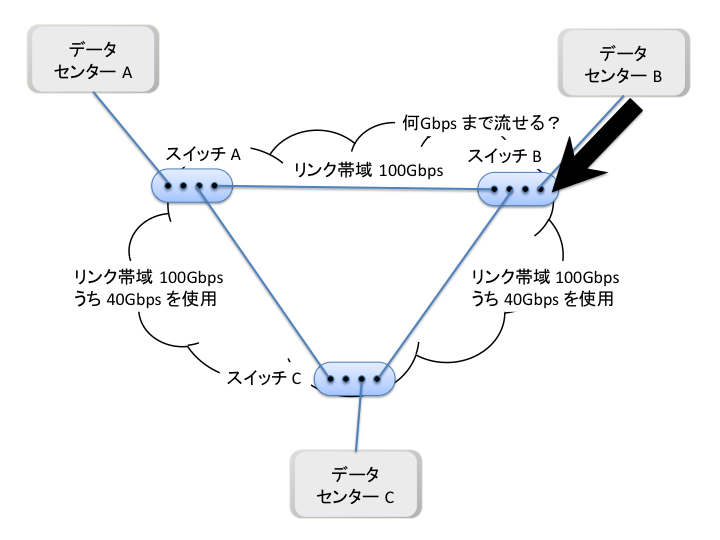 データ
センター A
データ
センター B
何Gbps まで流せる？
スイッチ A
スイッチ B
リンク帯域 100Gbps
リンク帯域 100Gbps
うち 40Gbps を使用
リンク帯域 100Gbps
うち 40Gbps を使用
スイッチ C
データ
センター C